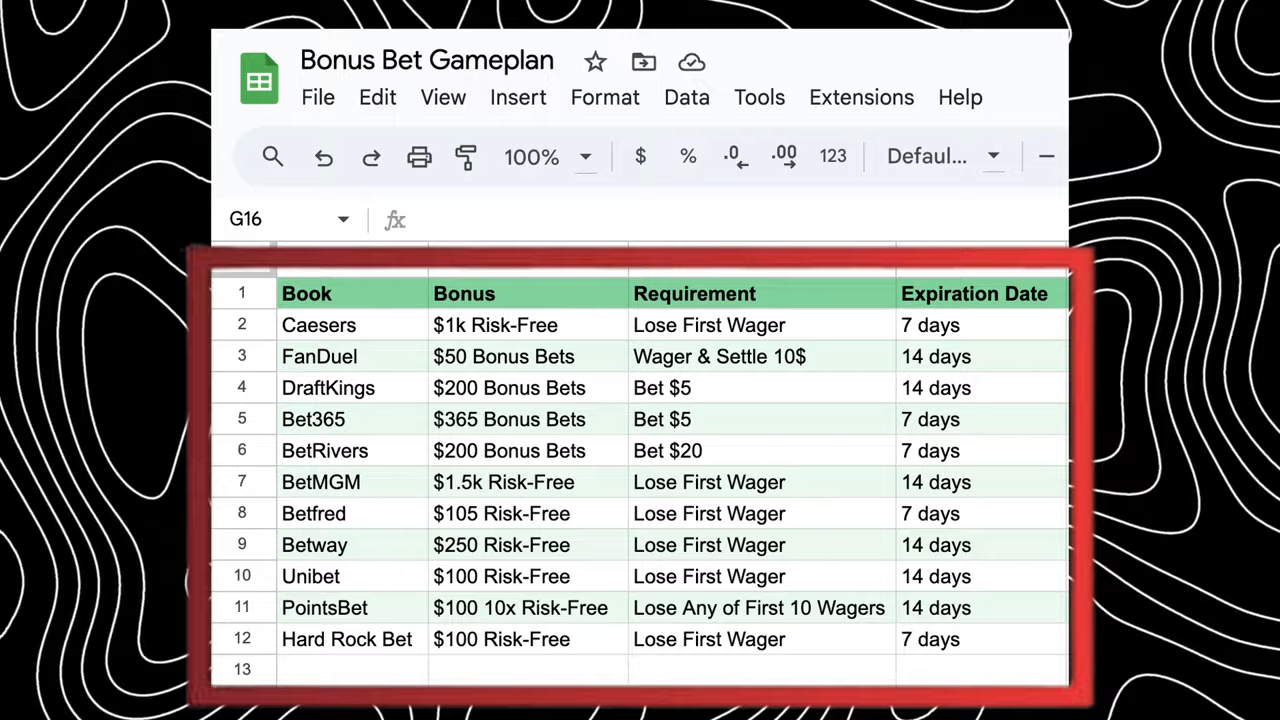 Bonus Bet Gameplan
File Edit View Insert Format Data Tools Extensions Help
100% $ % .0 .00 123 Defaul...
G16 fx
1 Book Bonus Requirement Expiration Date
2 Caesers $1k Risk-Free Lose First Wager 7 days
3 FanDuel $50 Bonus Bets Wager & Settle 10$ 14 days
4 DraftKings $200 Bonus Bets Bet $5 14 days
5 Bet365 $365 Bonus Bets Bet $5 7 days
6 BetRivers $200 Bonus Bets Bet $20 7 days
7 BetMGM $1.5k Risk-Free Lose First Wager 14 days
8 Betfred $105 Risk-Free Lose First Wager 7 days
9 Betway $250 Risk-Free Lose First Wager 14 days
10 Unibet $100 Risk-Free Lose First Wager 14 days
11 PointsBet $100 10x Risk-Free Lose Any of First 10 Wagers 14 days
12 Hard Rock Bet $100 Risk-Free Lose First Wager 7 days
13